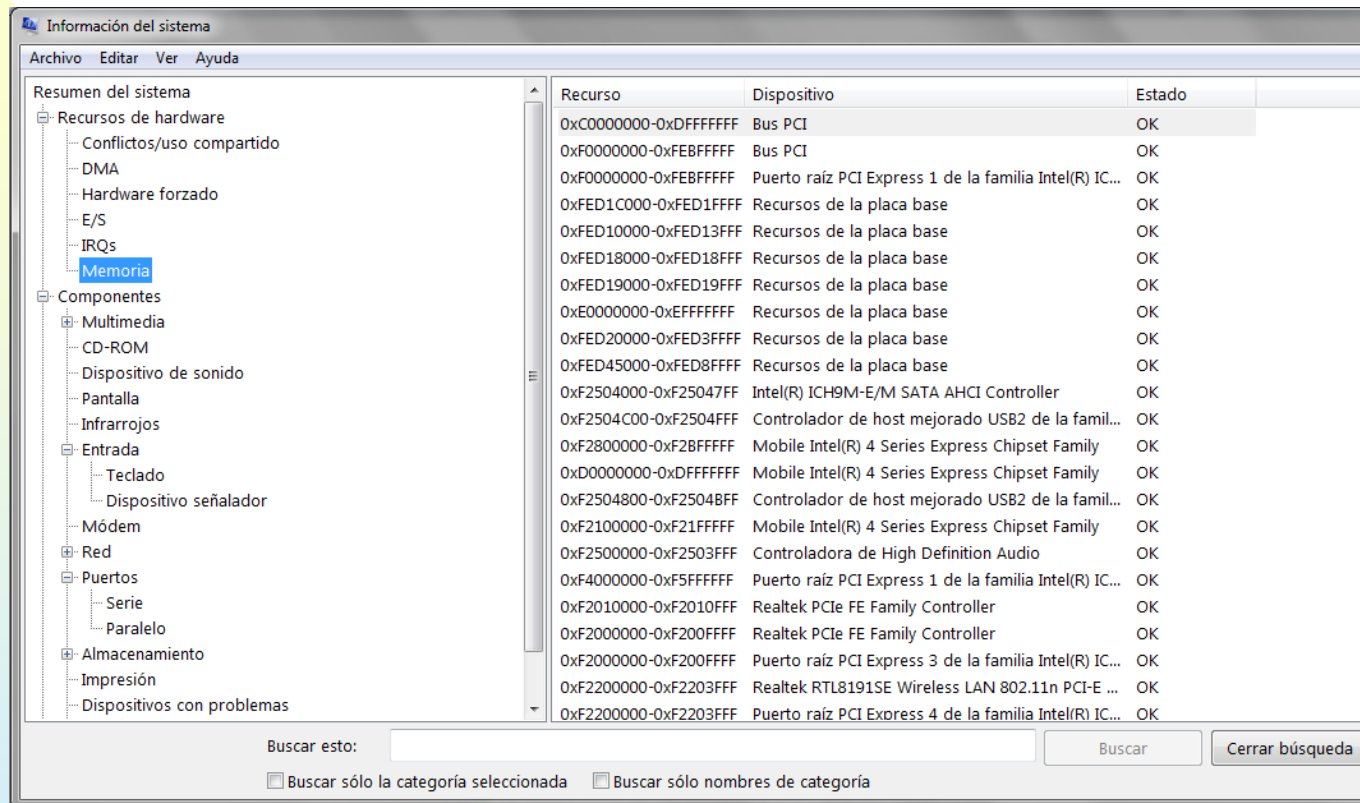 Información del sistema
Archivo Editar Ver Ayuda
Resumen del sistema
Recursos de hardware
Conflictos/uso compartido
DMA
Hardware forzado
E/S
IRQs
Memoria
Componentes
Multimedia
CD-ROM
Dispositivo de sonido
Pantalla
Infrarrojos
Entrada
Teclado
Dispositivo señalador
Módem
Red
Puertos
Serie
Paralelo
Almacenamiento
Impresión
Dispositivos con problemas
Recurso Dispositivo Estado
0xC0000000-0xDFFFFFFF Bus PCI OK
0xF0000000-0xFEBFFFFF Bus PCI OK
0xF0000000-0xFEBFFFFF Puerto raíz PCI Express 1 de la familia Intel(R) IC... OK
0xFED1C000-0xFED1FFFF Recursos de la placa base OK
0xFED10000-0xFED13FFF Recursos de la placa base OK
0xFED18000-0xFED18FFF Recursos de la placa base OK
0xFED19000-0xFED19FFF Recursos de la placa base OK
0xE0000000-0xEFFFFFFF Recursos de la placa base OK
0xFED20000-0xFED3FFFF Recursos de la placa base OK
0xFED45000-0xFED8FFFF Recursos de la placa base OK
0xF2504000-0xF25047FF Intel(R) ICH9M-E/M SATA AHCI Controller OK
0xF2504C00-0xF2504FFF Controlador de host mejorado USB2 de la famil... OK
0xF2800000-0xF2BFFFFF Mobile Intel(R) 4 Series Express Chipset Family OK
0xD0000000-0xDFFFFFFF Mobile Intel(R) 4 Series Express Chipset Family OK
0xF2504800-0xF2504BFF Controlador de host mejorado USB2 de la famil... OK
0xF2100000-0xF21FFFFF Mobile Intel(R) 4 Series Express Chipset Family OK
0xF2500000-0xF2503FFF Controladora de High Definition Audio OK
0xF4000000-0xF5FFFFFF Puerto raíz PCI Express 1 de la familia Intel(R) IC... OK
0xF2010000-0xF2010FFF Realtek PCIe FE Family Controller OK
0xF2000000-0xF200FFFF Realtek PCIe FE Family Controller OK
0xF2000000-0xF200FFFF Puerto raíz PCI Express 3 de la familia Intel(R) IC... OK
0xF2200000-0xF2203FFF Realtek RTL8191SE Wireless LAN 802.11n PCI-E ... OK
0xF2200000-0xF2203FFF Puerto raíz PCI Express 4 de la familia Intel(R) IC... OK
Buscar esto: Buscar Cerrar búsqueda
Buscar sólo la categoría seleccionada Buscar sólo nombres de categoría